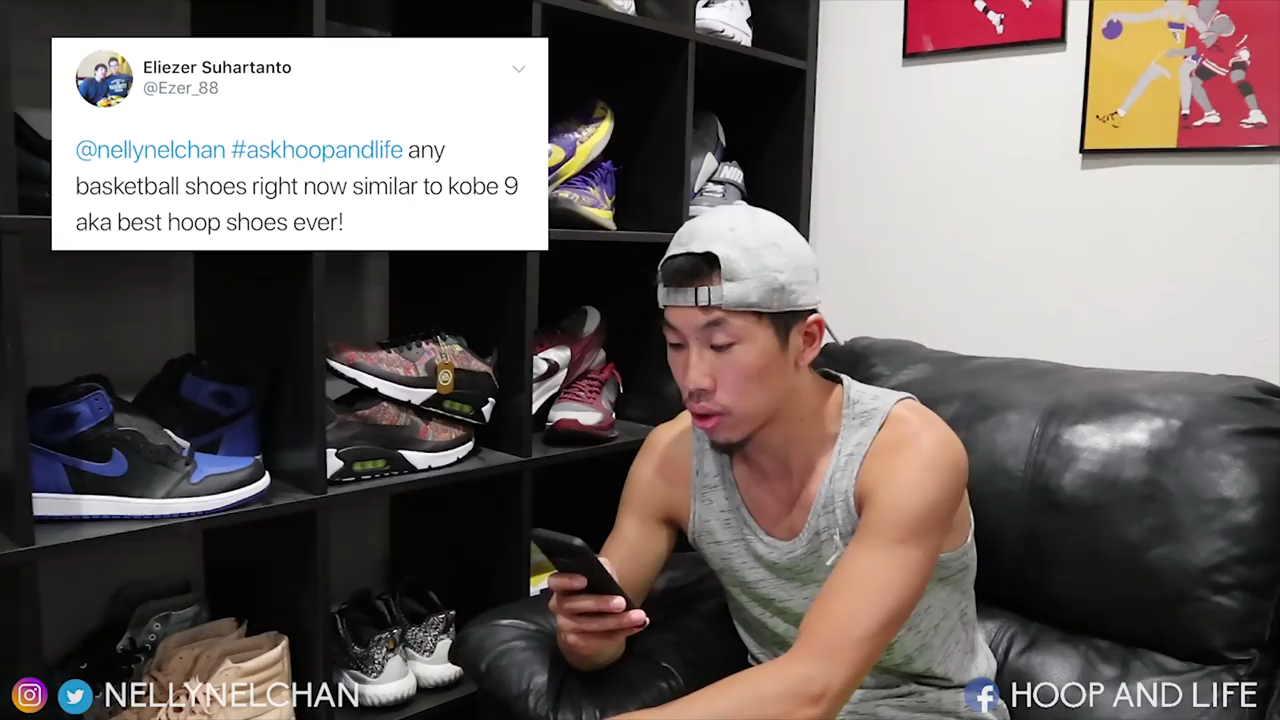 Eliezer Suhartanto
@Ezer_88
@nellynelchan #askhoopandlife any
basketball shoes right now similar to kobe 9
aka best hoop shoes ever!
NELLYNELCHAN
HOOP AND LIFE